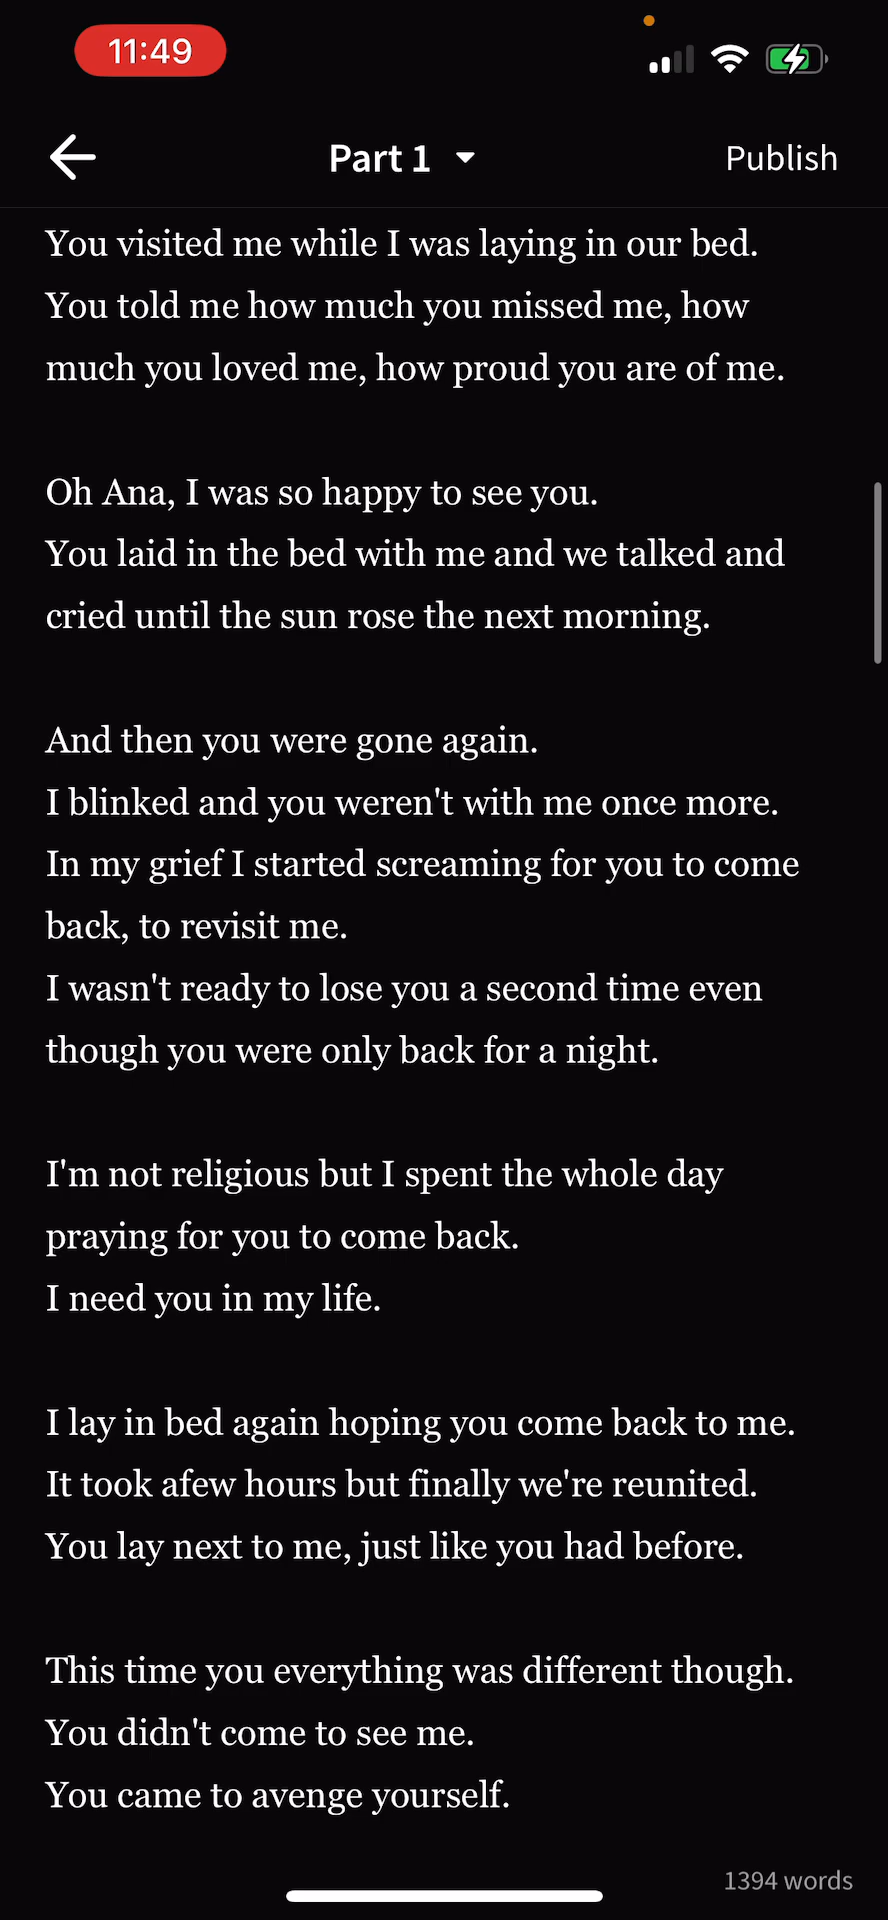 11:49
Part 1
Publish
You visited me while I was laying in our bed.
You told me how much you missed me, how
much you loved me, how proud you are of me.
Oh Ana, I was so happy to see you.
You laid in the bed with me and we talked and
cried until the sun rose the next morning.
And then you were gone again.
I blinked and you weren't with me once more.
In my grief I started screaming for you to come
back, to revisit me.
I wasn't ready to lose you a second time even
though you were only back for a night.
I'm not religious but I spent the whole day
praying for you to come back.
I need you in my life.
I lay in bed again hoping you come back to me.
It took afew hours but finally we're reunited.
You lay next to me, just like you had before.
This time you everything was different though.
You didn't come to see me.
You came to avenge yourself.
1394 words